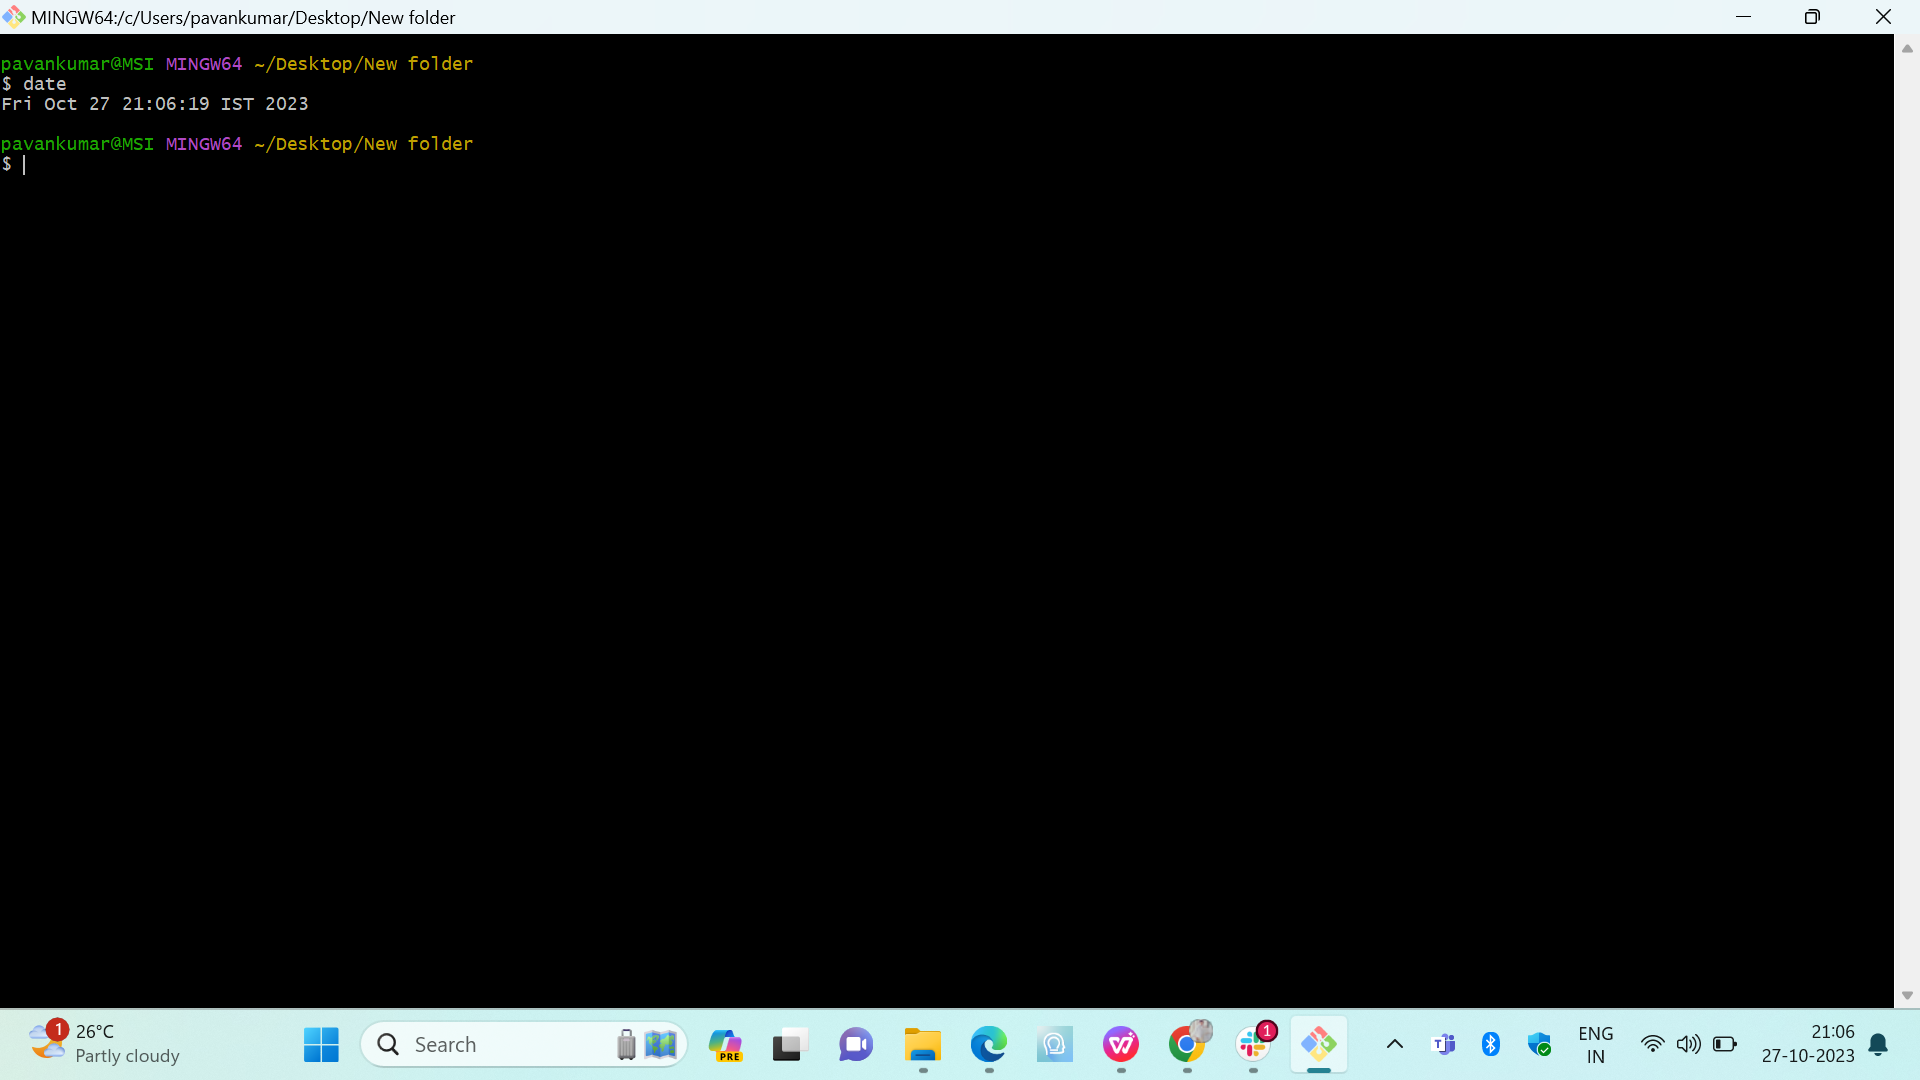 MINGW64:/c/Users/pavankumar/Desktop/New folder
pavankumar@MSI MINGW64 ~/Desktop/New folder
$ date
Fri Oct 27 21:06:19 IST 2023
pavankumar@MSI MINGW64 ~/Desktop/New folder
$
1
26°C
Partly cloudy
Search
PRE
1
ENG
IN
21:06
27-10-2023